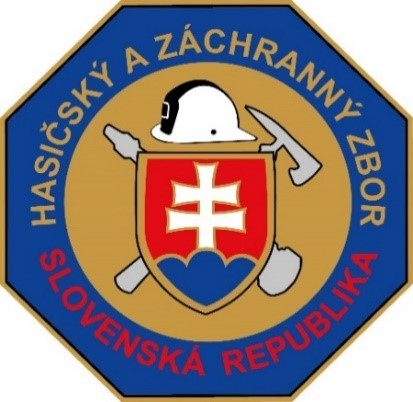 HASIČSKÝ A ZÁCHRANNÝ ZBOR
SLOVENSKÁ REPUBLIKA